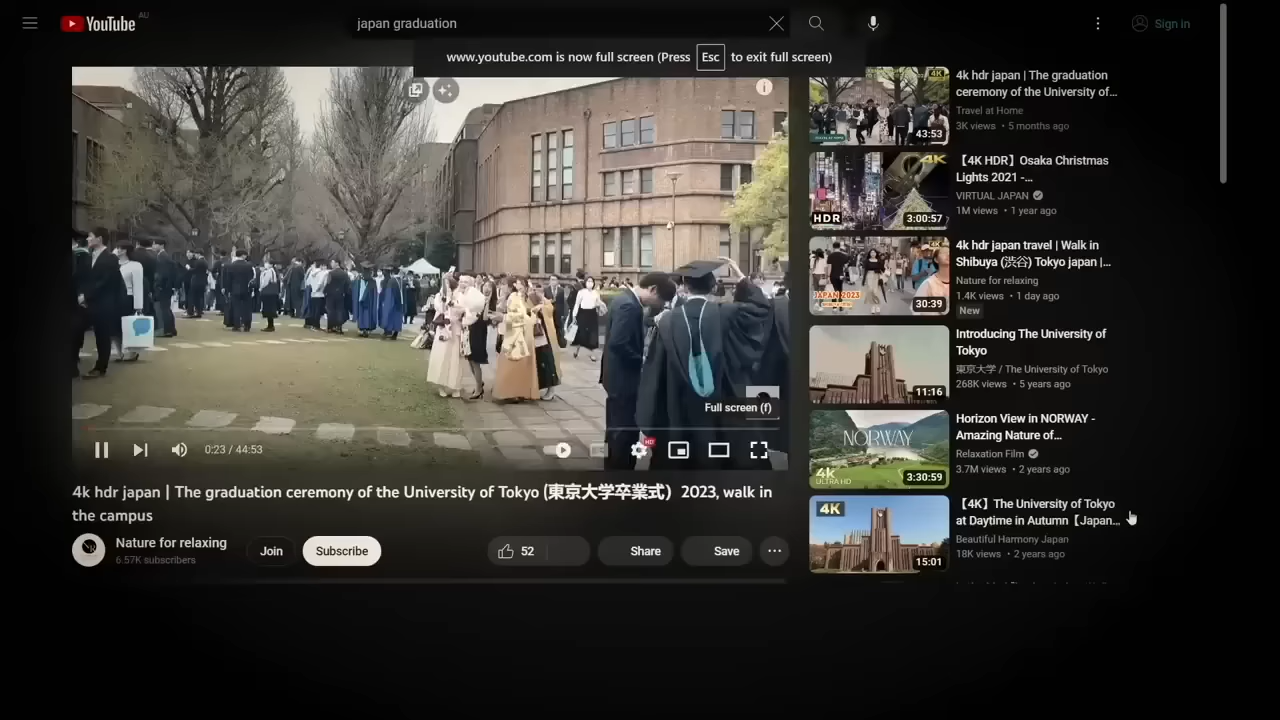 YouTube AU
japan graduation
Sign in
www.youtube.com is now full screen (Press Esc to exit full screen)
Full screen (f)
0:23 / 44:53
HD
4k hdr japan | The graduation ceremony of the University of Tokyo (東京大学卒業式）2023, walk in
the campus
Nature for relaxing
6.57K subscribers
Join
Subscribe
52
Share
Save
4K
43:53
4k hdr japan | The graduation
ceremony of the University of…
Travel at Home
3K views • 5 months ago
4K
HDR
3:00:57
【4K HDR】Osaka Christmas
Lights 2021 -…
VIRTUAL JAPAN
1M views • 1 year ago
JAPAN 2023
30:39
4k hdr japan travel | Walk in
Shibuya (渋谷) Tokyo japan |…
Nature for relaxing
1.4K views • 1 day ago
New
11:16
Introducing The University of
Tokyo
東京大学 / The University of Tokyo
268K views • 5 years ago
NORWAY
4k
ULTRA HD
3:30:59
Horizon View in NORWAY -
Amazing Nature of…
Relaxation Film
3.7M views • 2 years ago
4K
15:01
【4K】The University of Tokyo
at Daytime in Autumn【Japan…
Beautiful Harmony Japan
18K views • 2 years ago